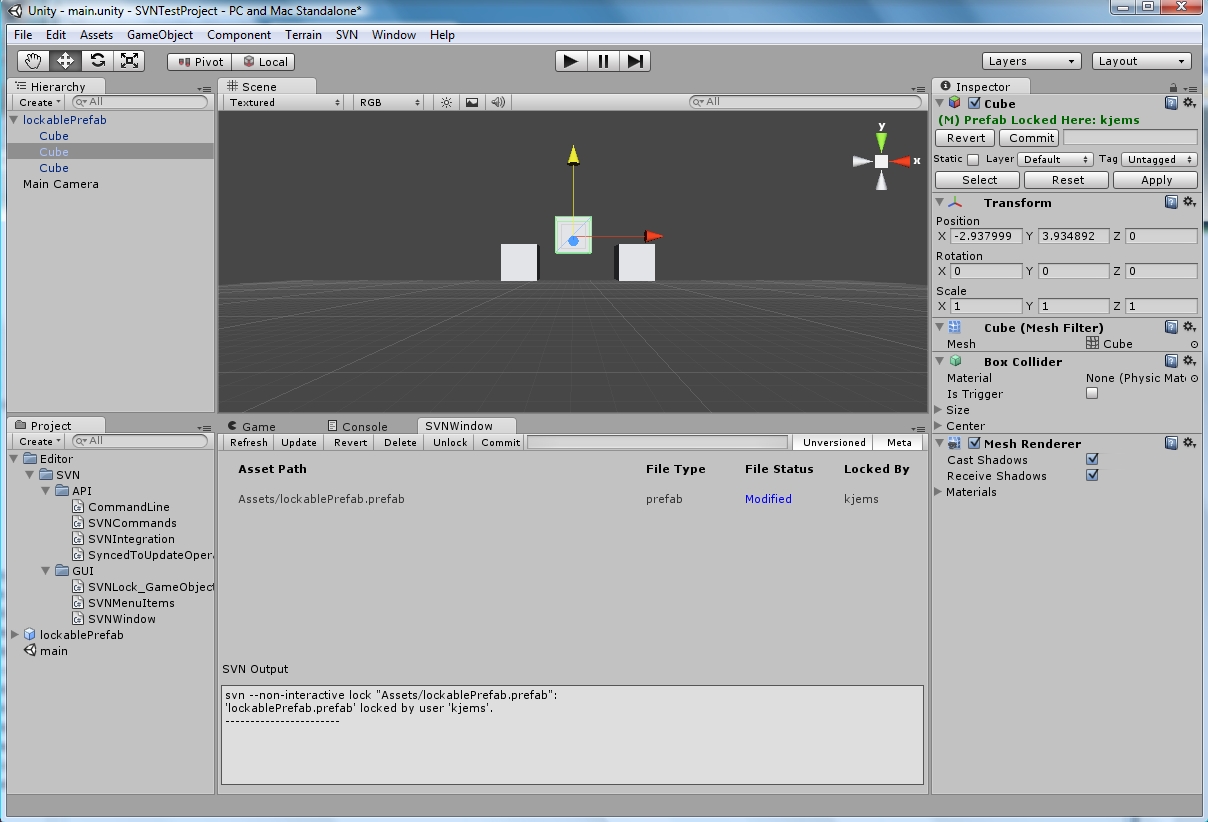 Unity - main.unity - SVNTestProject - PC and Mac Standalone*
File Edit Assets GameObject Component Terrain SVN Window Help
Pivot Local Layers Layout
Hierarchy
Create All
lockablePrefab
Cube
Cube
Cube
Main Camera
Scene
Textured RGB All
y
x
Inspector
Cube
(M) Prefab Locked Here: kjems
Revert Commit
Static Layer Default Tag Untagged
Select Reset Apply
Transform
Position
X -2.937999 Y 3.934892 Z 0
Rotation
X 0 Y 0 Z 0
Scale
X 1 Y 1 Z 1
Cube (Mesh Filter)
Mesh Cube
Box Collider
Material None (Physic Mat
Is Trigger
Size
Center
Mesh Renderer
Cast Shadows
Receive Shadows
Materials
Project
Create All
Editor
SVN
API
CommandLine
SVNCommands
SVNIntegration
SyncedToUpdateOper
GUI
SVNLock_GameObject
SVNMenuItems
SVNWindow
lockablePrefab
main
Game Console SVNWindow
Refresh Update Revert Delete Unlock Commit Unversioned Meta
Asset Path File Type File Status Locked By
Assets/lockablePrefab.prefab prefab Modified kjems
SVN Output
svn --non-interactive lock "Assets/lockablePrefab.prefab":
'lockablePrefab.prefab' locked by user 'kjems'.
-----------------------